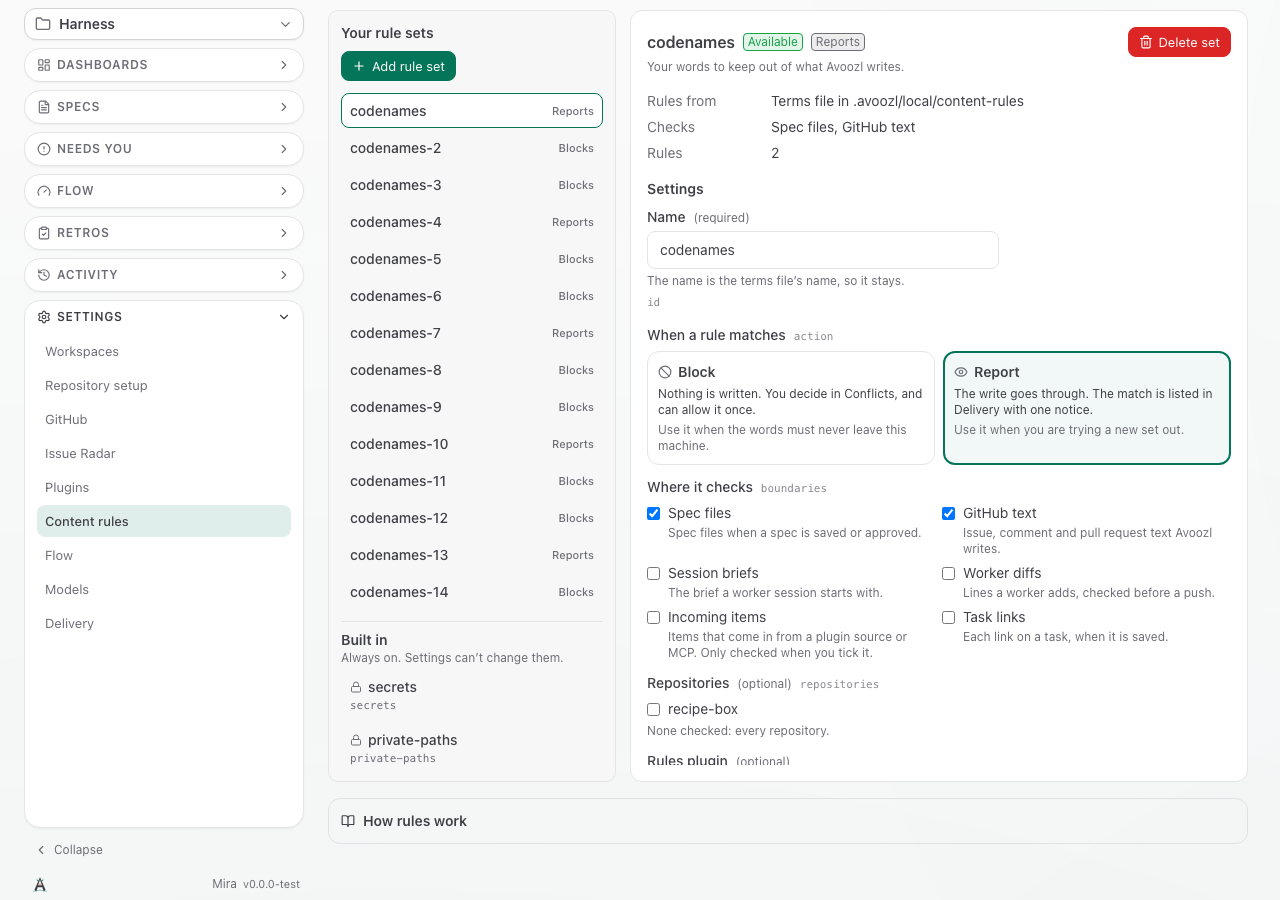 Harness
DASHBOARDS
SPECS
NEEDS YOU
FLOW
RETROS
ACTIVITY
SETTINGS
Workspaces
Repository setup
GitHub
Issue Radar
Plugins
Content rules
Flow
Models
Delivery
Collapse
Mira v0.0.0-test
Your rule sets
Add rule set
codenames Reports
codenames-2 Blocks
codenames-3 Blocks
codenames-4 Reports
codenames-5 Blocks
codenames-6 Blocks
codenames-7 Reports
codenames-8 Blocks
codenames-9 Blocks
codenames-10 Reports
codenames-11 Blocks
codenames-12 Blocks
codenames-13 Reports
codenames-14 Blocks
Built in
Always on. Settings can't change them.
secrets
secrets
private-paths
private-paths
codenames Available Reports
Delete set
Your words to keep out of what Avoozl writes.
Rules from Terms file in .avoozl/local/content-rules
Checks Spec files, GitHub text
Rules 2
Settings
Name (required)
codenames
The name is the terms file's name, so it stays.
id
When a rule matches action
Block
Nothing is written. You decide in Conflicts, and
can allow it once.
Use it when the words must never leave this
machine.
Report
The write goes through. The match is listed in
Delivery with one notice.
Use it when you are trying a new set out.
Where it checks boundaries
Spec files
Spec files when a spec is saved or approved.
GitHub text
Issue, comment and pull request text Avoozl
writes.
Session briefs
The brief a worker session starts with.
Worker diffs
Lines a worker adds, checked before a push.
Incoming items
Items that come in from a plugin source or
MCP. Only checked when you tick it.
Task links
Each link on a task, when it is saved.
Repositories (optional) repositories
recipe-box
None checked: every repository.
Rules plugin (optional)
How rules work